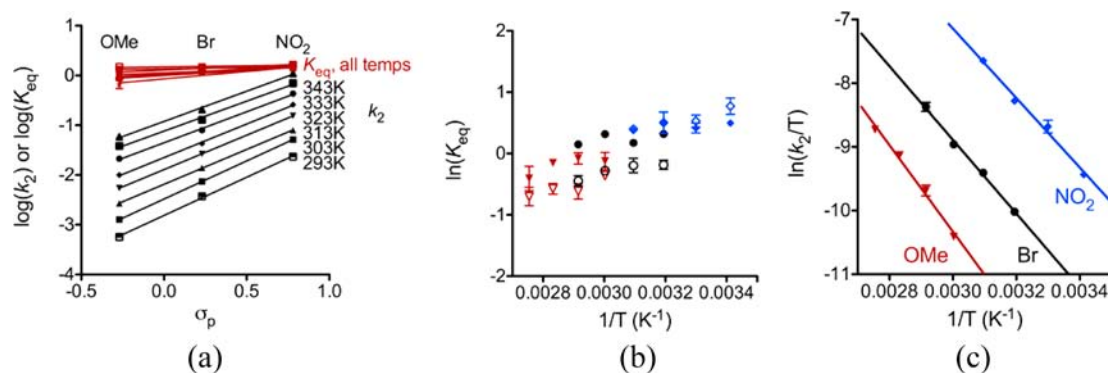 OMe Br NO2
Keq, all temps
343K
333K
323K
313K
303K
293K
k2
log(k2) or log(Keq)
1
0
-1
-2
-3
-4
-0.5 0.0 0.5 1.0
σp
(a)
ln(Keq)
2
1
0
-1
-2
0.0028 0.0030 0.0032 0.0034
1/T (K-1)
(b)
ln(k2/T)
-7
-8
-9
-10
-11
NO2
Br
OMe
0.0028 0.0030 0.0032 0.0034
1/T (K-1)
(c)